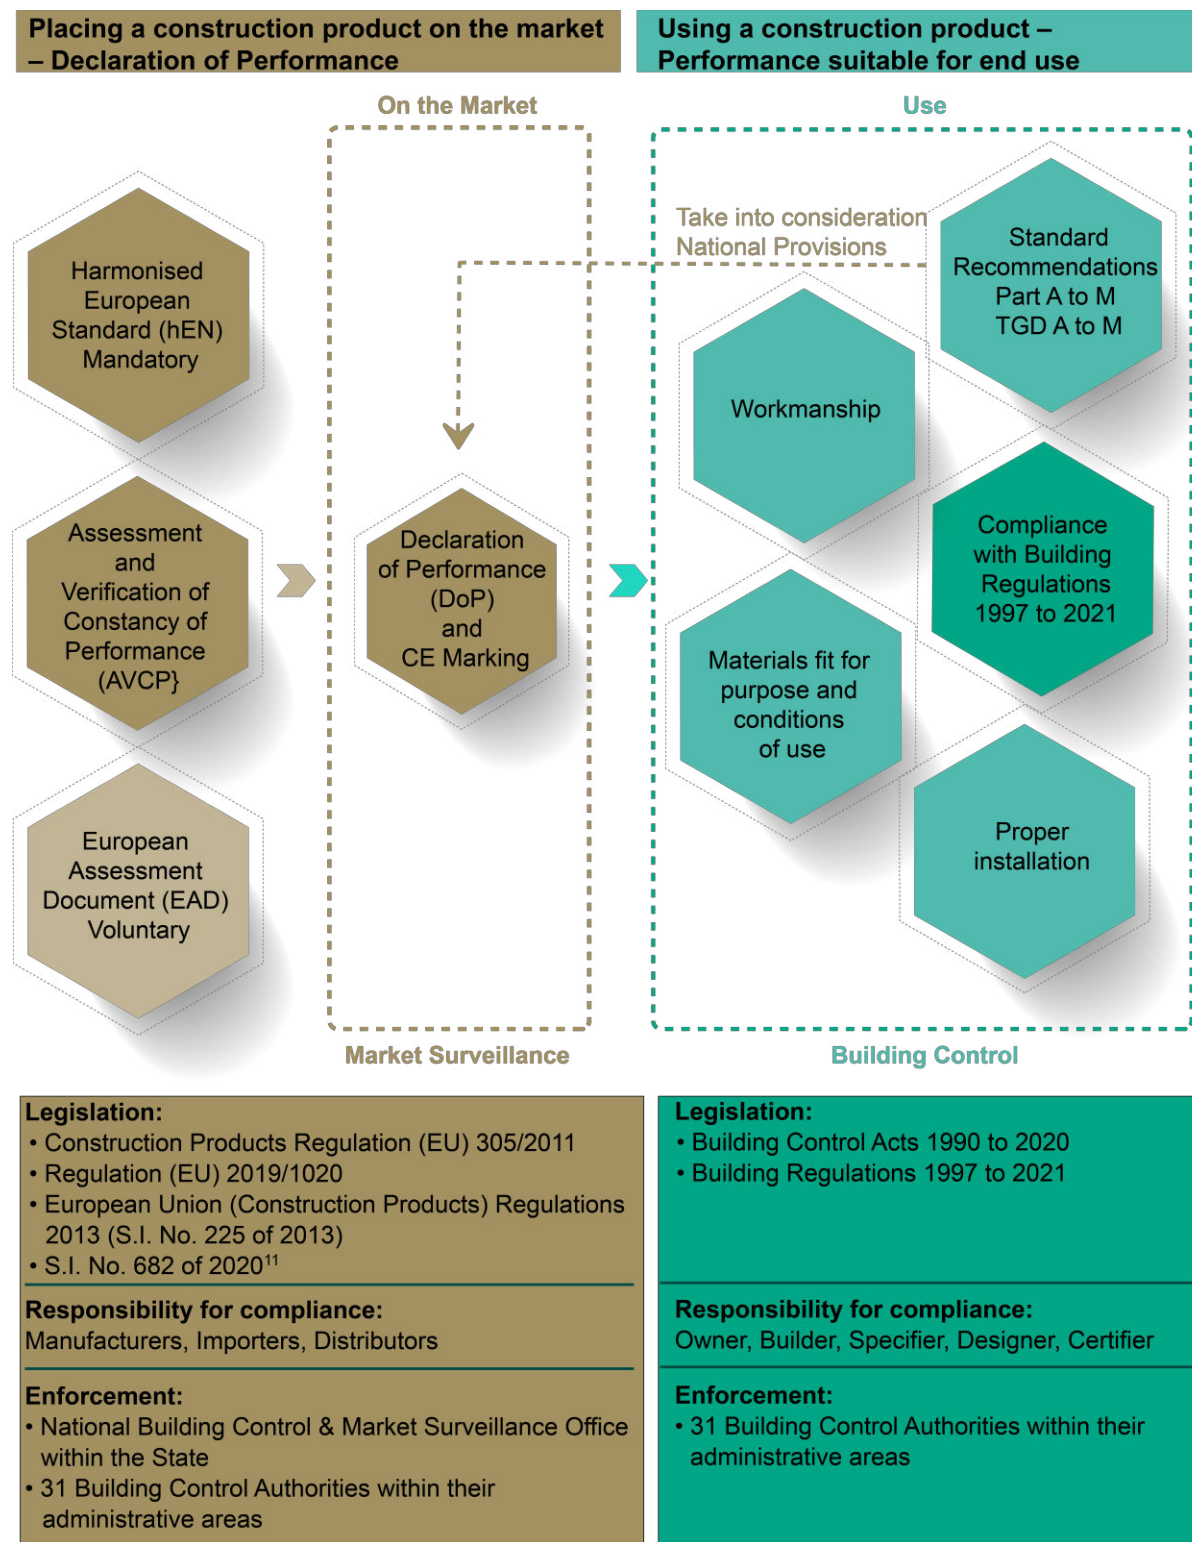 Placing a construction product on the market
– Declaration of Performance
Using a construction product –
Performance suitable for end use
On the Market
Use
Harmonised
European
Standard (hEN)
Mandatory
Assessment
and
Verification of
Constancy of
Performance
(AVCP}
European
Assessment
Document (EAD)
Voluntary
Declaration
of Performance
(DoP)
and
CE Marking
Take into consideration
National Provisions
Standard
Recommendations
Part A to M
TGD A to M
Workmanship
Compliance
with Building
Regulations
1997 to 2021
Materials fit for
purpose and
conditions
of use
Proper
installation
Market Surveillance
Building Control
Legislation:
• Construction Products Regulation (EU) 305/2011
• Regulation (EU) 2019/1020
• European Union (Construction Products) Regulations
2013 (S.I. No. 225 of 2013)
• S.I. No. 682 of 2020¹¹
Responsibility for compliance:
Manufacturers, Importers, Distributors
Enforcement:
• National Building Control & Market Surveillance Office
within the State
• 31 Building Control Authorities within their
administrative areas
Legislation:
• Building Control Acts 1990 to 2020
• Building Regulations 1997 to 2021
Responsibility for compliance:
Owner, Builder, Specifier, Designer, Certifier
Enforcement:
• 31 Building Control Authorities within their
administrative areas